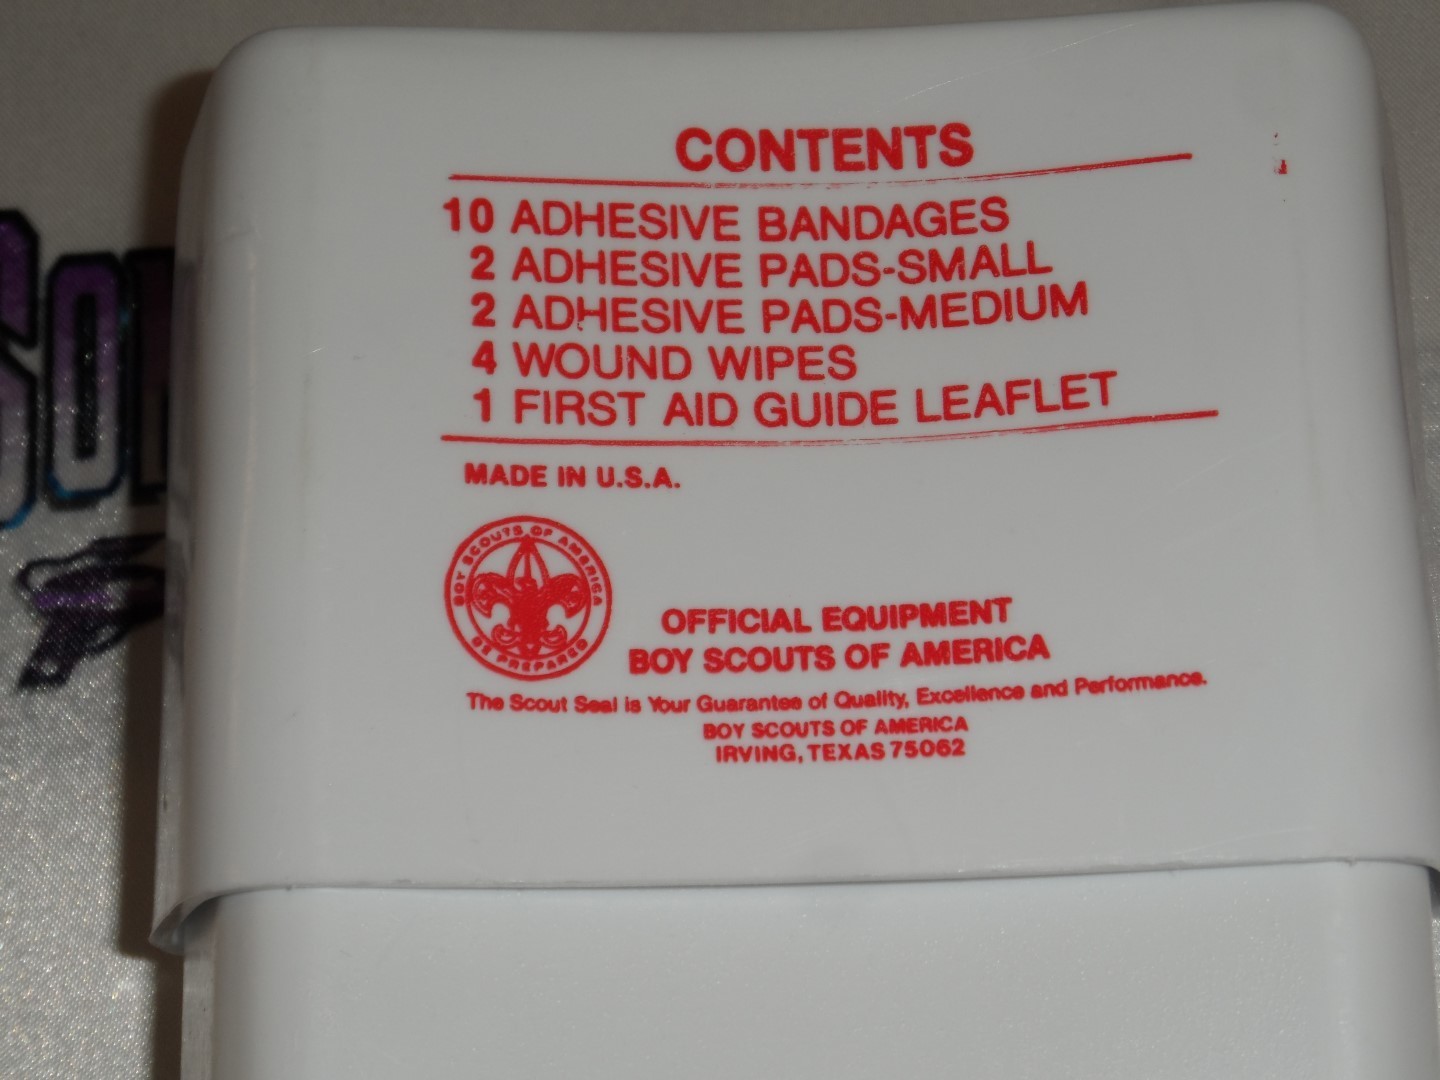 CONTENTS
10 ADHESIVE BANDAGES
2 ADHESIVE PADS-SMALL
2 ADHESIVE PADS-MEDIUM
4 WOUND WIPES
1 FIRST AID GUIDE LEAFLET
MADE IN U.S.A.
BOY SCOUTS OF AMERICA
BE PREPARED
OFFICIAL EQUIPMENT
BOY SCOUTS OF AMERICA
The Scout Seal is Your Guarantee of Quality, Excellence and Performance.
BOY SCOUTS OF AMERICA
IRVING, TEXAS 75062